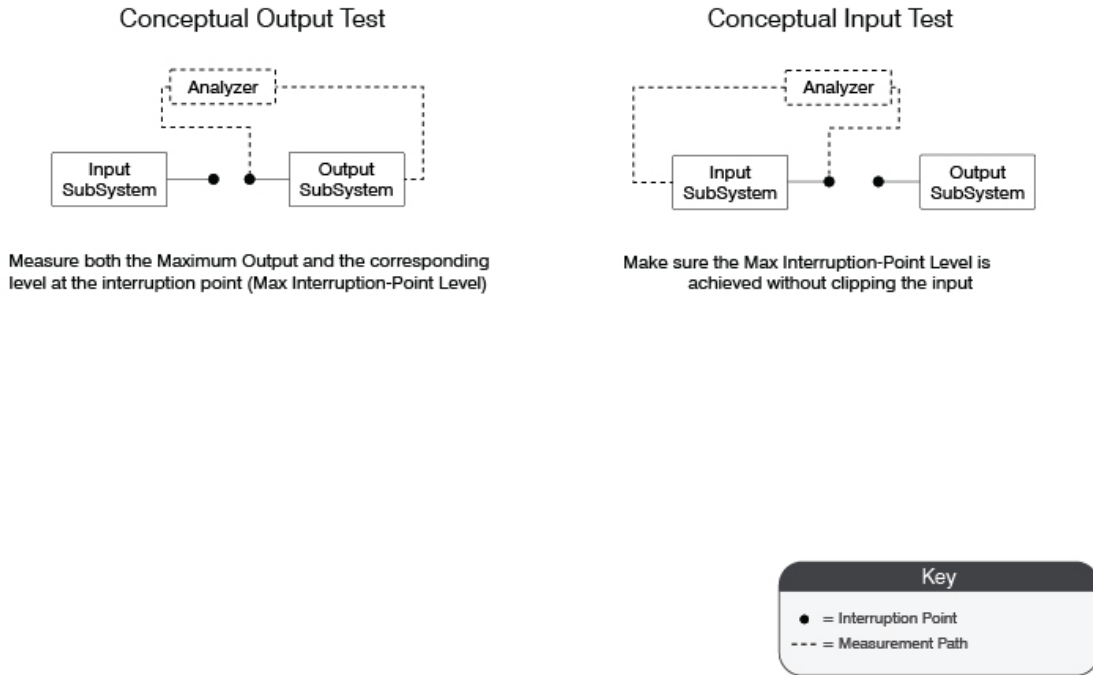 Conceptual Output Test
Analyzer
Input
SubSystem
Output
SubSystem
Measure both the Maximum Output and the corresponding
level at the interruption point (Max Interruption-Point Level)
Conceptual Input Test
Analyzer
Input
SubSystem
Output
SubSystem
Make sure the Max Interruption-Point Level is
achieved without clipping the input
Key
= Interruption Point
= Measurement Path